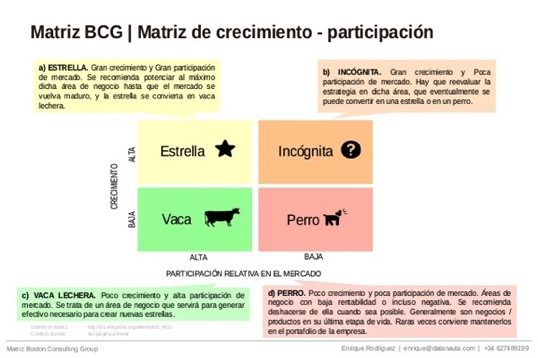 Matriz BCG | Matriz de crecimiento - participación
a) ESTRELLA. Gran crecimiento y Gran participación
de mercado. Se recomienda potenciar al máximo
dicha área de negocio hasta que el mercado se
vuelva maduro, y la estrella se convierta en vaca
lechera.
b) INCÓGNITA. Gran crecimiento y Poca
participación de mercado. Hay que reevaluar la
estrategia en dicha área, que eventualmente se
puede convertir en una estrella o en un perro.
CRECIMIENTO
ALTA
Estrella
Incógnita
BAJA
Vaca
Perro
ALTA
BAJA
PARTICIPACIÓN RELATIVA EN EL MERCADO
c) VACA LECHERA. Poco crecimiento y alta participación de
mercado. Se trata de un área de negocio que servirá para generar
efectivo necesario para crear nuevas estrellas.
d) PERRO. Poco crecimiento y poca participación de mercado. Áreas de
negocio con baja rentabilidad o incluso negativa. Se recomienda
deshacerse de ella cuando sea posible. Generalmente son negocios /
productos en su última etapa de vida. Raras veces conviene mantenerlos
en el portafolio de la empresa.
Matriz Boston Consulting Group
Enrique Rodriguez | enrique@datanauta.com | +34 627489199